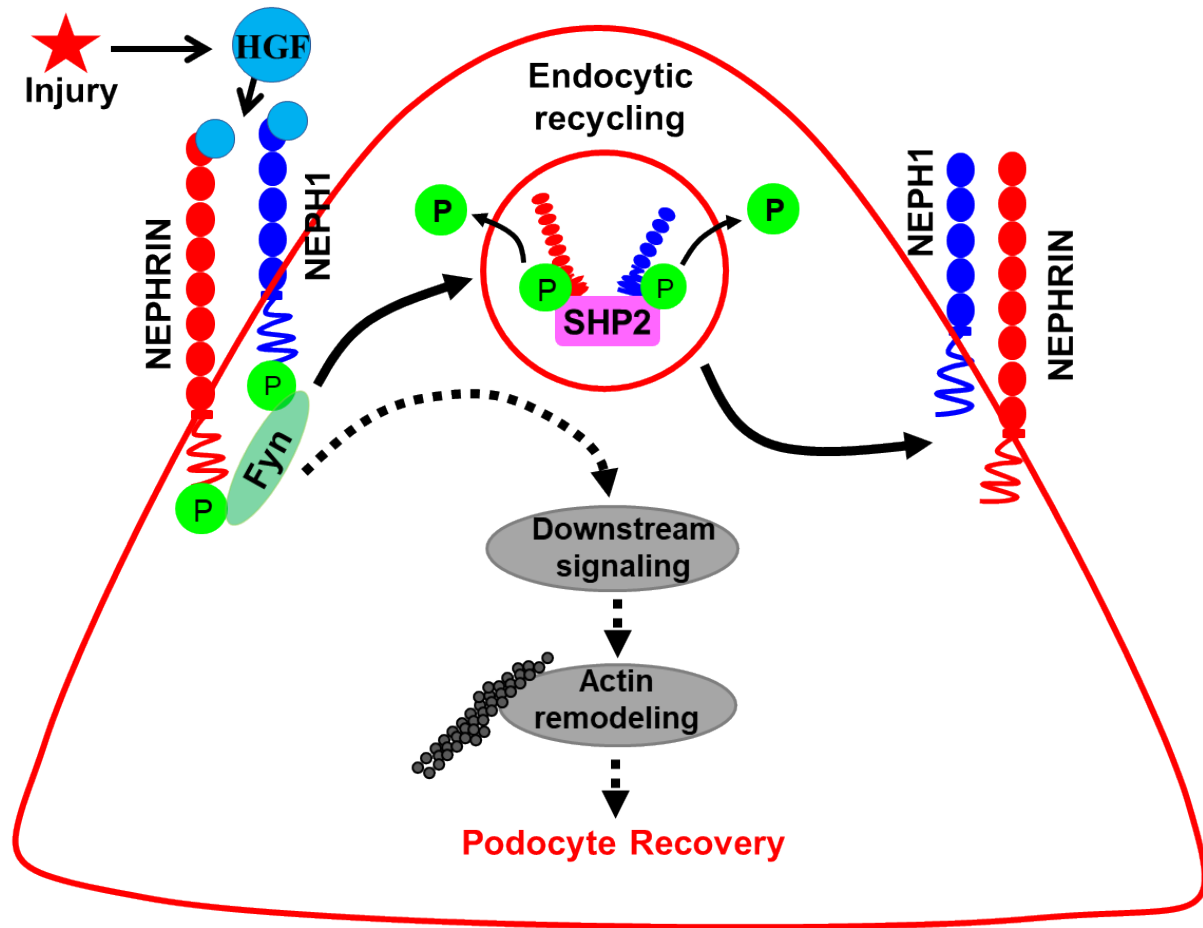 HGF
Injury
Endocytic
recycling
NEPHRIN
NEPH1
P
P
P
P
SHP2
NEPH1
NEPHRIN
P
Fyn
P
Downstream
signaling
Actin
remodeling
Podocyte Recovery